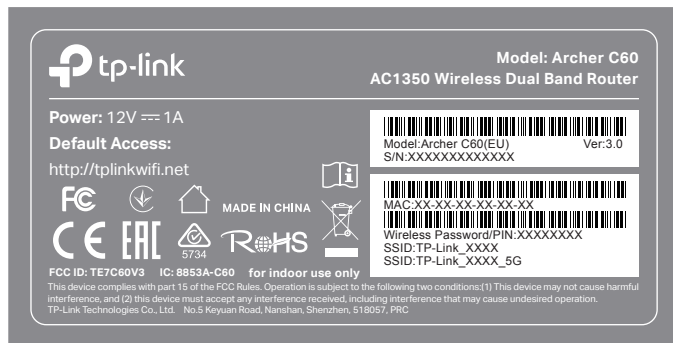 tp-link
Model: Archer C60
AC1350 Wireless Dual Band Router
Power: 12V ⎓ 1A
Default Access:
http://tplinkwifi.net
Model:Archer C60(EU) Ver:3.0
S/N:XXXXXXXXXXXXX
MAC:XX-XX-XX-XX-XX-XX
Wireless Password/PIN:XXXXXXXX
SSID:TP-Link_XXXX
SSID:TP-Link_XXXX_5G
FC
MADE IN CHINA
CE EAC 5734 RoHS
FCC ID: TE7C60V3 IC: 8853A-C60 for indoor use only
This device complies with part 15 of the FCC Rules. Operation is subject to the following two conditions:(1) This device may not cause harmful
interference, and (2) this device must accept any interference received, including interference that may cause undesired operation.
TP-Link Technologies Co., Ltd. No.5 Keyuan Road, Nanshan, Shenzhen, 518057, PRC